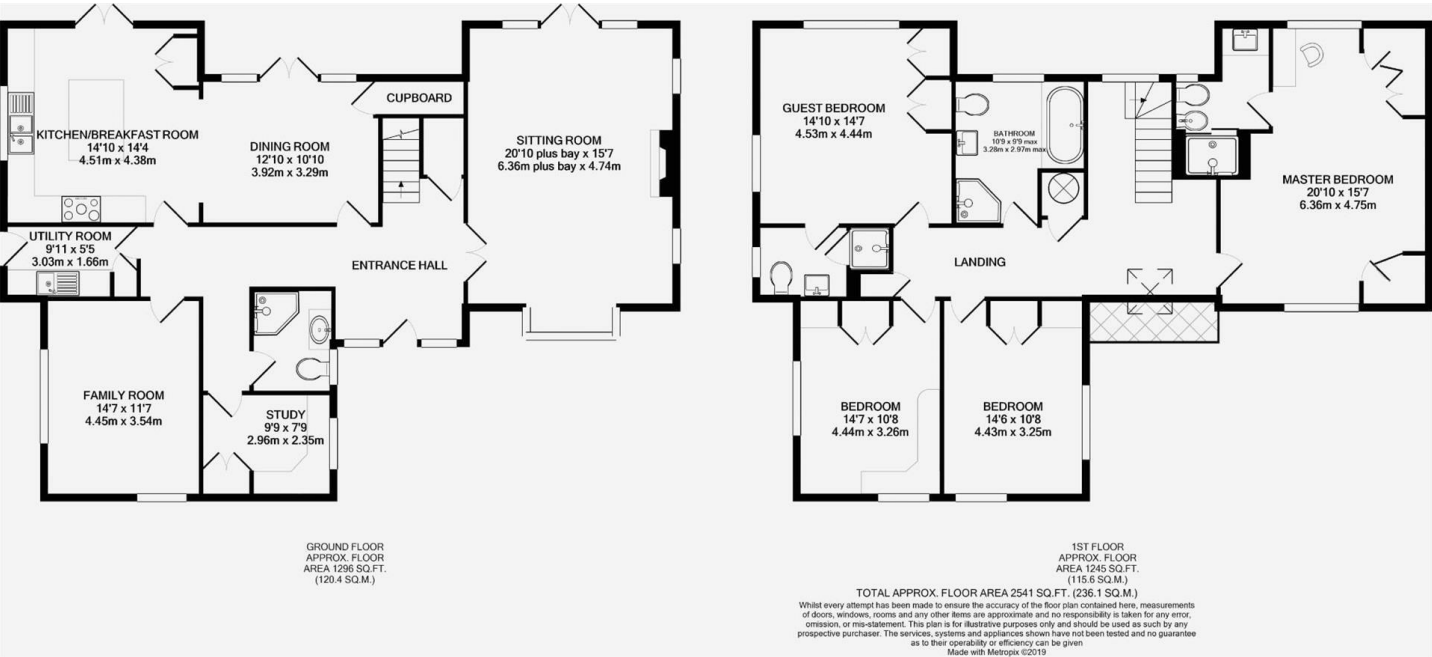 KITCHEN/BREAKFAST ROOM
14'10 x 14'4
4.51m x 4.38m
DINING ROOM
12'10 x 10'10
3.92m x 3.29m
CUPBOARD
SITTING ROOM
20'10 plus bay x 15'7
6.36m plus bay x 4.74m
UTILITY ROOM
9'11 x 5'5
3.03m x 1.66m
ENTRANCE HALL
FAMILY ROOM
14'7 x 11'7
4.45m x 3.54m
STUDY
9'9 x 7'9
2.96m x 2.35m
GROUND FLOOR
APPROX. FLOOR
AREA 1296 SQ.FT.
(120.4 SQ.M.)
GUEST BEDROOM
14'10 x 14'7
4.53m x 4.44m
BATHROOM
10'9 x 9'9 max
3.28m x 2.97m max
MASTER BEDROOM
20'10 x 15'7
6.36m x 4.75m
LANDING
BEDROOM
14'7 x 10'8
4.44m x 3.26m
BEDROOM
14'6 x 10'8
4.43m x 3.25m
1ST FLOOR
APPROX. FLOOR
AREA 1245 SQ.FT.
(115.6 SQ.M.)
TOTAL APPROX. FLOOR AREA 2541 SQ.FT. (236.1 SQ.M.)
Whilst every attempt has been made to ensure the accuracy of the floor plan contained here, measurements
of doors, windows, rooms and any other items are approximate and no responsibility is taken for any error,
omission, or mis-statement. This plan is for illustrative purposes only and should be used as such by any
prospective purchaser. The services, systems and appliances shown have not been tested and no guarantee
as to their operability or efficiency can be given
Made with Metropix ©2019